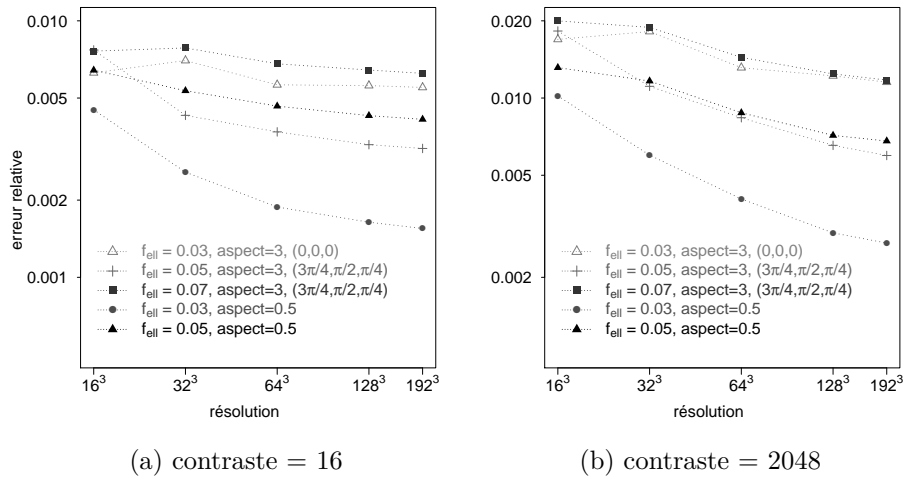 0.010
0.005
0.002
0.001
erreur relative
f_ell = 0.03, aspect=3, (0,0,0)
f_ell = 0.05, aspect=3, (3π/4,π/2,π/4)
f_ell = 0.07, aspect=3, (3π/4,π/2,π/4)
f_ell = 0.03, aspect=0.5
f_ell = 0.05, aspect=0.5
16³ 32³ 64³ 128³ 192³
résolution
(a) contraste = 16
0.020
0.010
0.005
0.002
f_ell = 0.03, aspect=3, (0,0,0)
f_ell = 0.05, aspect=3, (3π/4,π/2,π/4)
f_ell = 0.07, aspect=3, (3π/4,π/2,π/4)
f_ell = 0.03, aspect=0.5
f_ell = 0.05, aspect=0.5
16³ 32³ 64³ 128³ 192³
résolution
(b) contraste = 2048